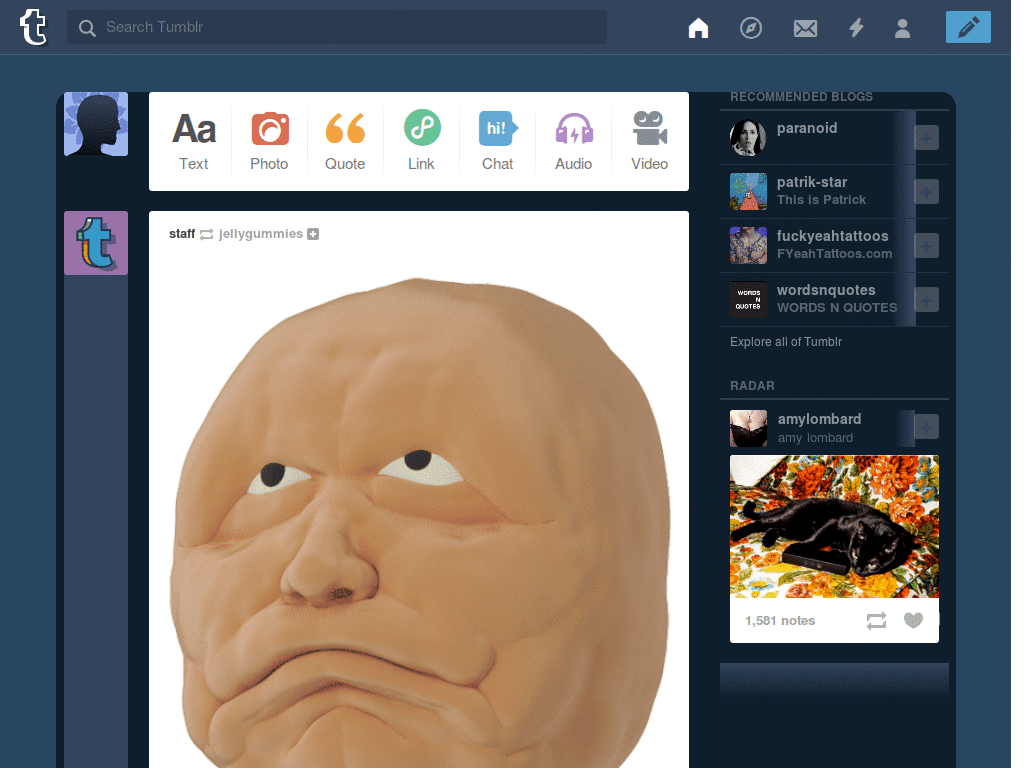 Search Tumblr
Aa
hi!
Text
Photo
Quote
Link
Chat
Audio
Video
staff jellygummies
RECOMMENDED BLOGS
paranoid
patrik-star
This is Patrick
fuckyeahtattoos
FYeahTattoos.com
WORDS
N
QUOTES
wordsnquotes
WORDS N QUOTES
Explore all of Tumblr
RADAR
amylombard
amy lombard
1,581 notes